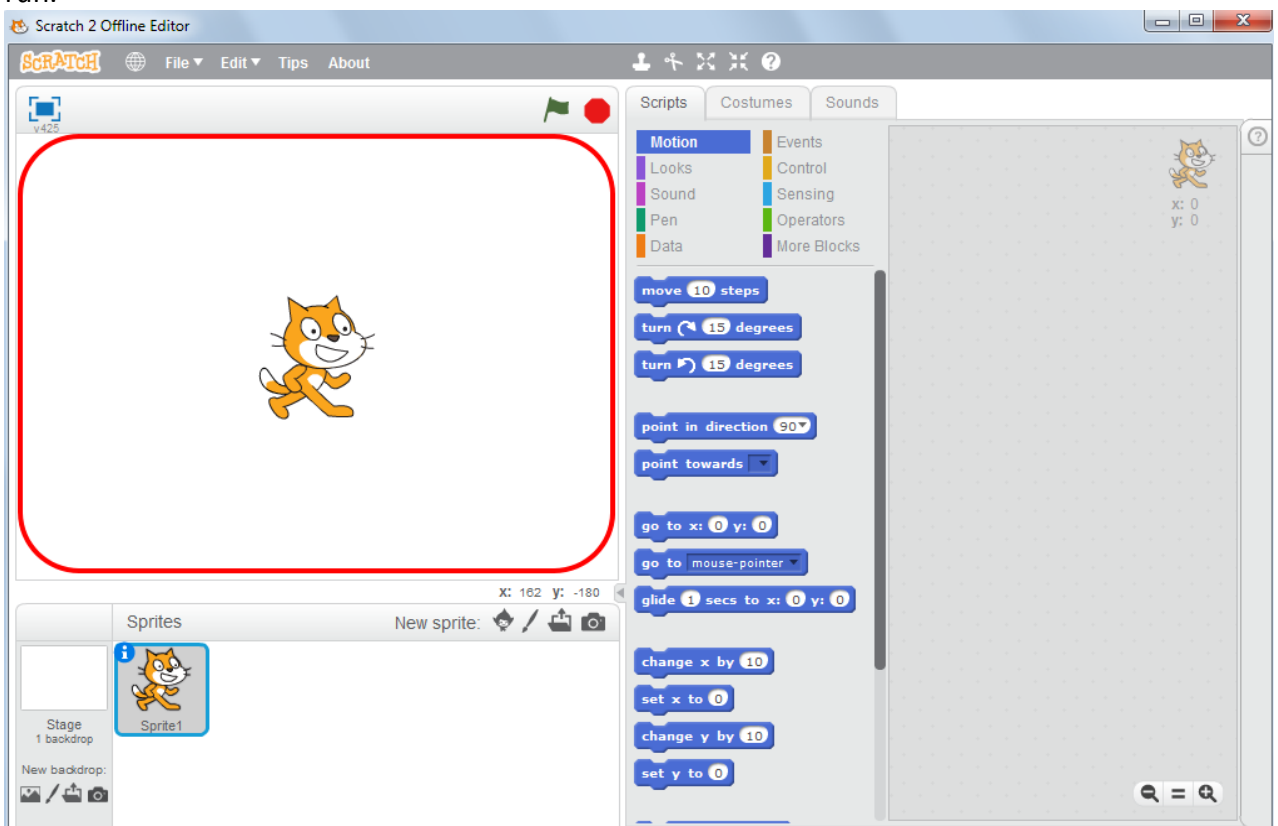 run.
Scratch 2 Offline Editor
SCRATCH File Edit Tips About
v425
Scripts Costumes Sounds
Motion Events
Looks Control
Sound Sensing
Pen Operators
Data More Blocks
x: 0
y: 0
move 10 steps
turn 15 degrees
turn 15 degrees
point in direction 90
point towards
go to x: 0 y: 0
go to mouse-pointer
glide 1 secs to x: 0 y: 0
change x by 10
set x to 0
change y by 10
set y to 0
X: 162 y: -180
Sprites New sprite:
Stage
1 backdrop
Sprite1
New backdrop: